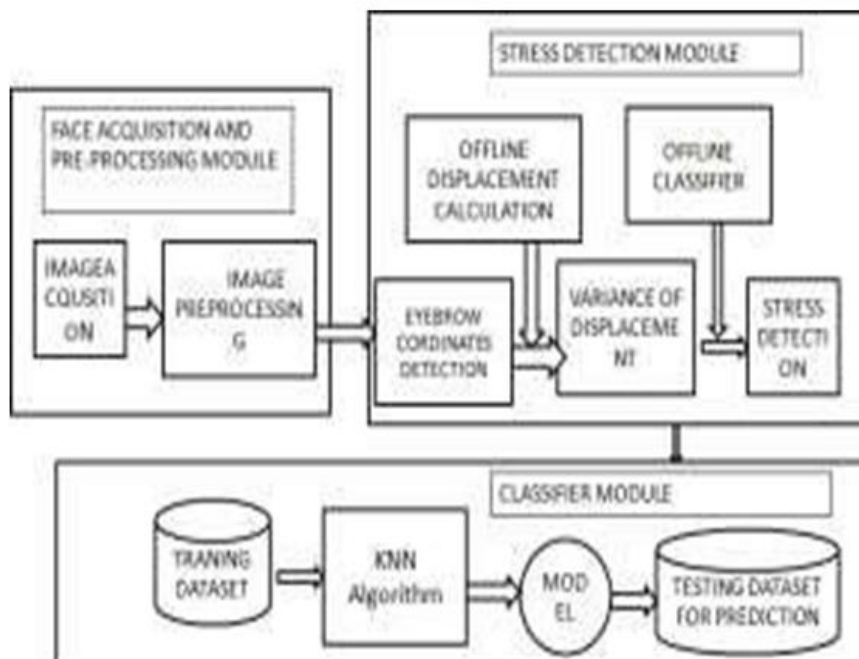 STRESS DETECTION MODULE
FACE ACQUISITION AND
PRE-PROCESSING MODULE
OFFLINE
DISPLACEMENT
CALCULATION
OFFLINE
CLASSIFIER
IMAGEA
CQUSITI
ON
IMAGE
PREPROCESSIN
G
EYEBROW
CORDINATES
DETECTION
VARIANCE OF
DISPLACEME
NT
STRESS
DETECTI
ON
CLASSIFIER MODULE
TRANING
DATASET
KNN
Algorithm
MOD
EL
TESTING DATASET
FOR PREDICTION